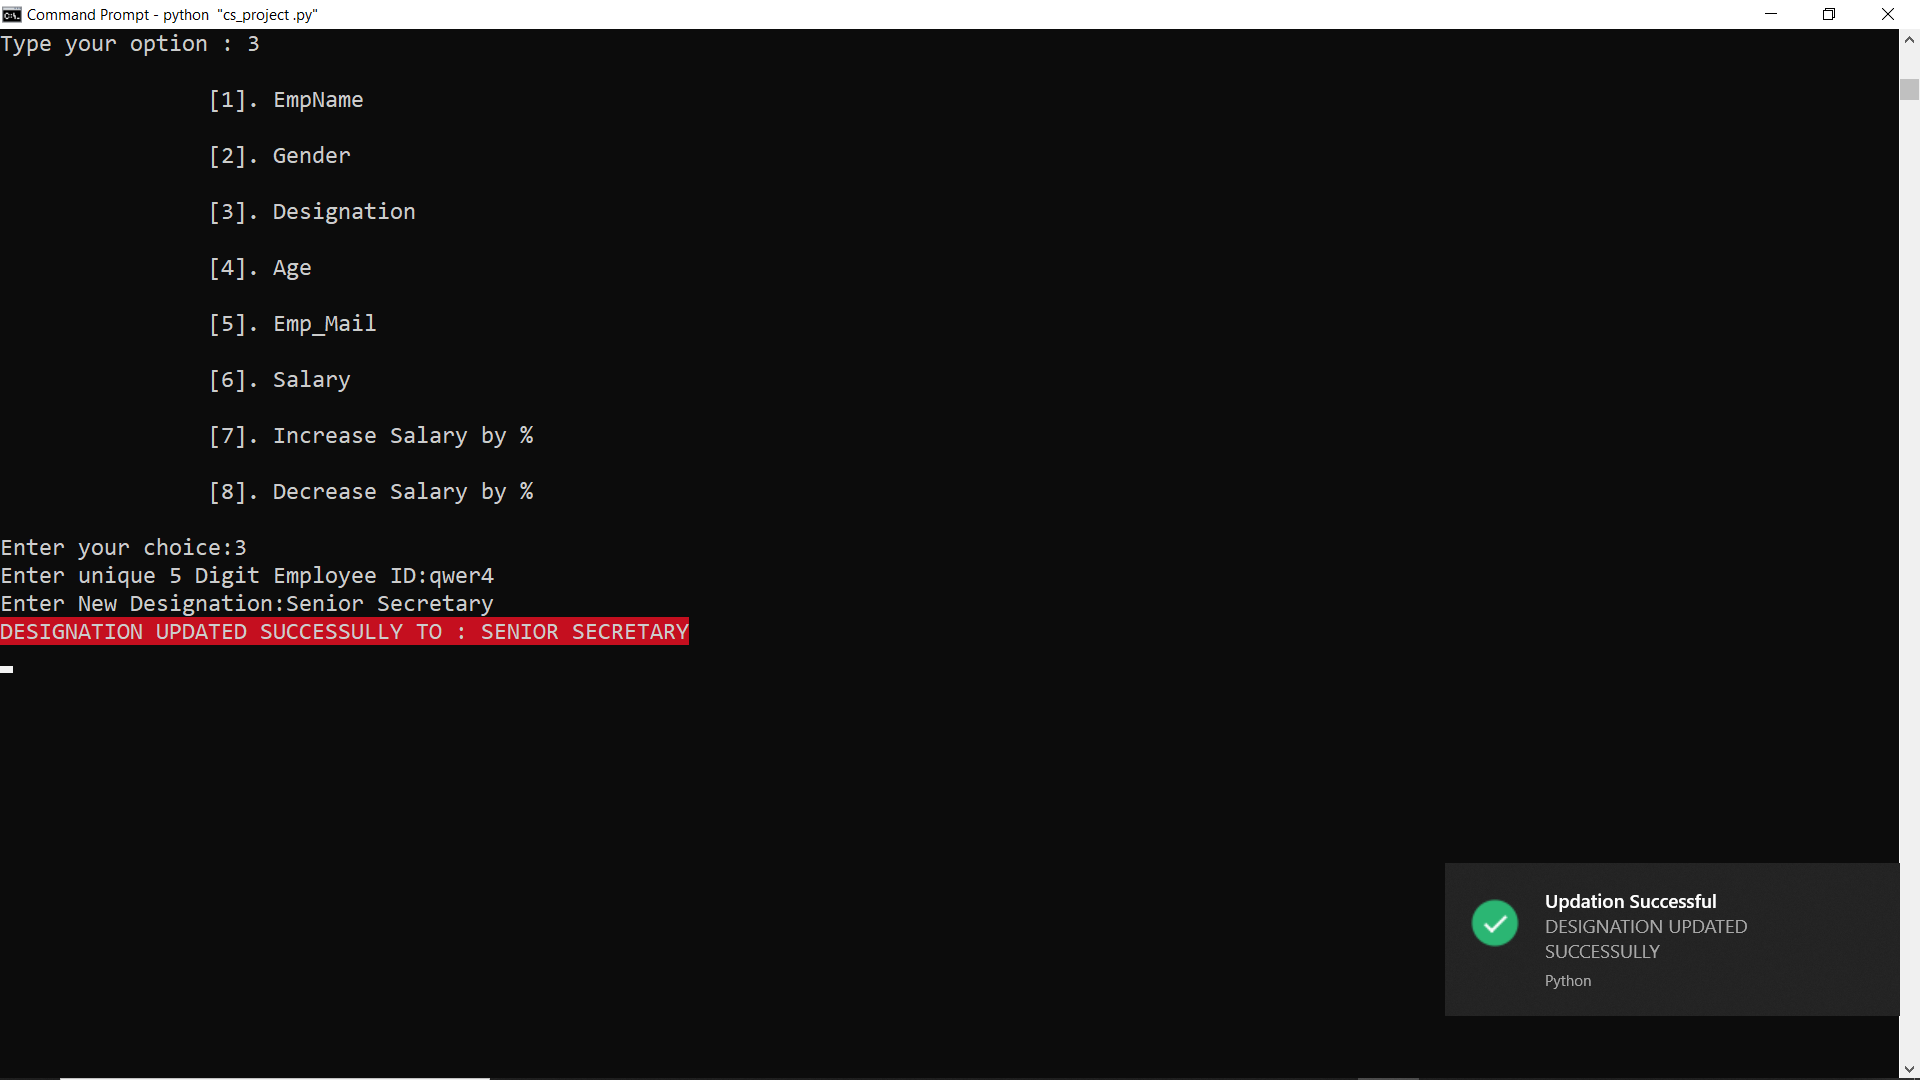 Command Prompt - python  "cs_project .py"
Type your option : 3
[1]. EmpName
[2]. Gender
[3]. Designation
[4]. Age
[5]. Emp_Mail
[6]. Salary
[7]. Increase Salary by %
[8]. Decrease Salary by %
Enter your choice:3
Enter unique 5 Digit Employee ID:qwer4
Enter New Designation:Senior Secretary
DESIGNATION UPDATED SUCCESSULLY TO : SENIOR SECRETARY
Updation Successful
DESIGNATION UPDATED
SUCCESSULLY
Python